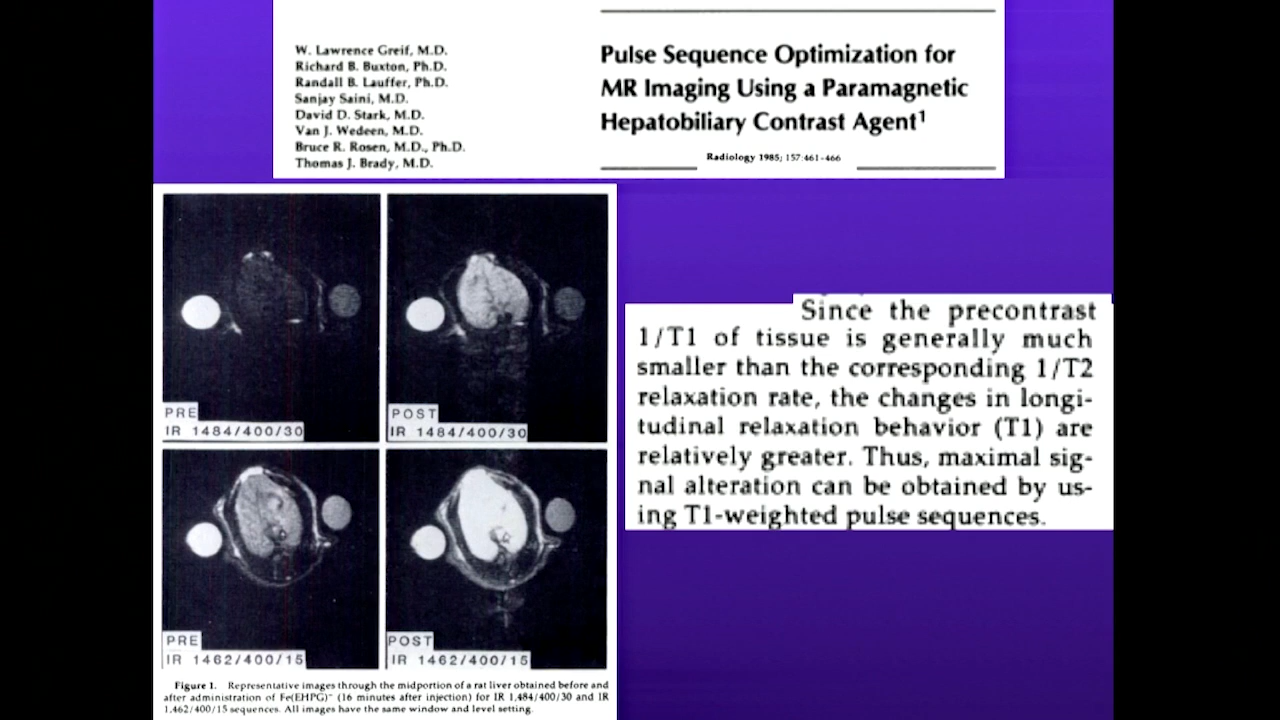 W. Lawrence Greif, M.D.
Richard B. Buxton, Ph.D.
Randall B. Lauffer, Ph.D.
Sanjay Saini, M.D.
David D. Stark, M.D.
Van J. Wedeen, M.D.
Bruce R. Rosen, M.D., Ph.D.
Thomas J. Brady, M.D.
Pulse Sequence Optimization for
MR Imaging Using a Paramagnetic
Hepatobiliary Contrast Agent¹
Radiology 1985; 157:461-466
PRE
IR 1484/400/30
POST
IR 1484/400/30
PRE
IR 1462/400/15
POST
IR 1462/400/15
Figure 1. Representative images through the midportion of a rat liver obtained before and
after administration of Fe(EHPG)⁻ (16 minutes after injection) for IR 1,484/400/30 and IR
1,462/400/15 sequences. All images have the same window and level setting.
Since the precontrast
1/T1 of tissue is generally much
smaller than the corresponding 1/T2
relaxation rate, the changes in longi-
tudinal relaxation behavior (T1) are
relatively greater. Thus, maximal sig-
nal alteration can be obtained by us-
ing T1-weighted pulse sequences.